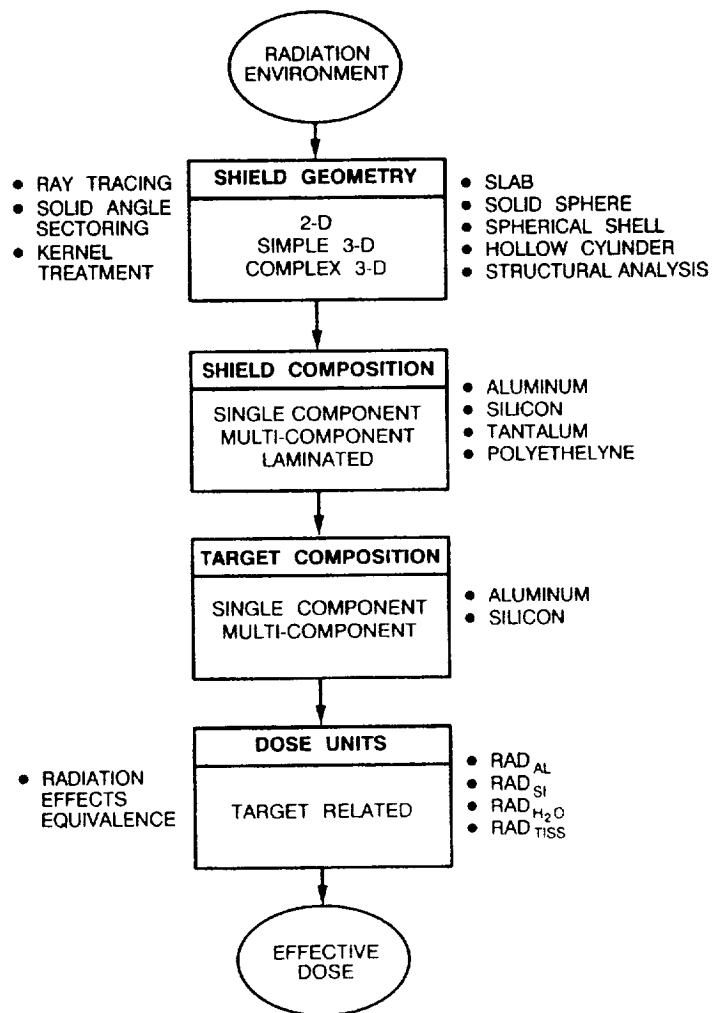 RADIATION
ENVIRONMENT
SHIELD GEOMETRY
2-D
SIMPLE 3-D
COMPLEX 3-D
• RAY TRACING
• SOLID ANGLE
SECTORING
• KERNEL
TREATMENT
• SLAB
• SOLID SPHERE
• SPHERICAL SHELL
• HOLLOW CYLINDER
• STRUCTURAL ANALYSIS
SHIELD COMPOSITION
SINGLE COMPONENT
MULTI-COMPONENT
LAMINATED
• ALUMINUM
• SILICON
• TANTALUM
• POLYETHELYNE
TARGET COMPOSITION
SINGLE COMPONENT
MULTI-COMPONENT
• ALUMINUM
• SILICON
DOSE UNITS
TARGET RELATED
• RADIATION
EFFECTS
EQUIVALENCE
• RAD AL
• RAD SI
• RAD H₂O
• RAD TISS
EFFECTIVE
DOSE